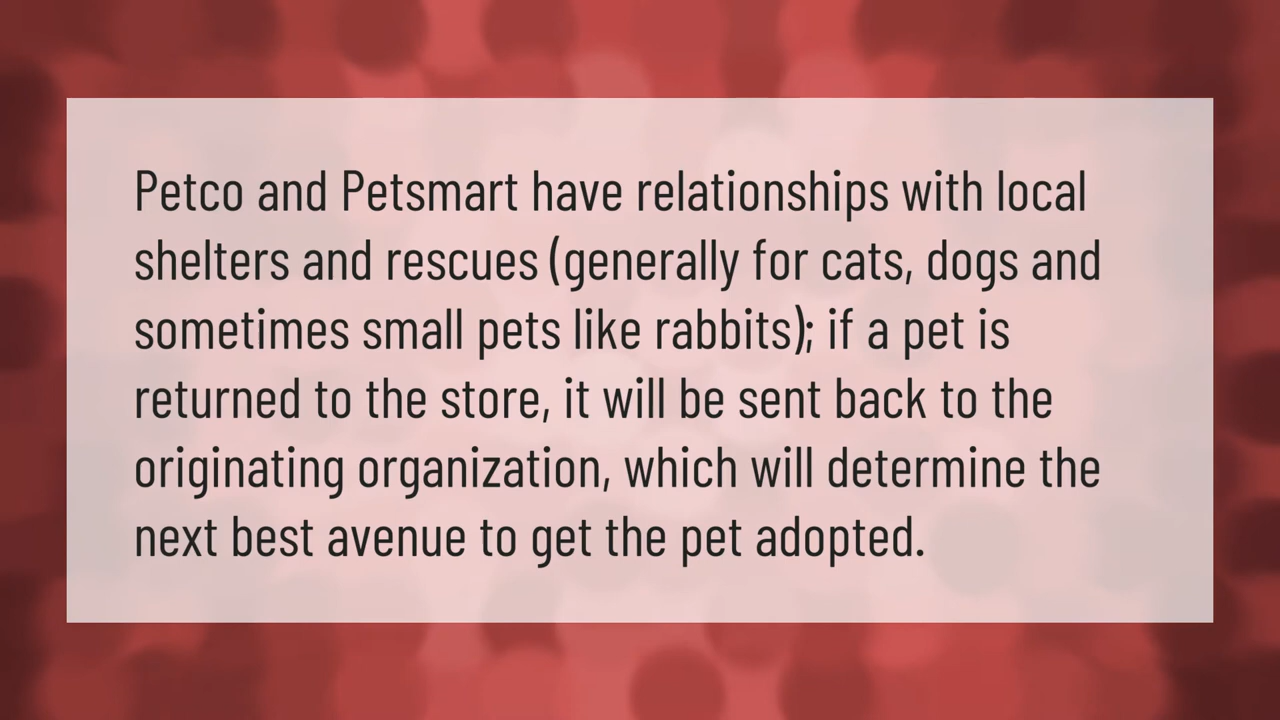 Petco and Petsmart have relationships with local
shelters and rescues (generally for cats, dogs and
sometimes small pets like rabbits); if a pet is
returned to the store, it will be sent back to the
originating organization, which will determine the
next best avenue to get the pet adopted.